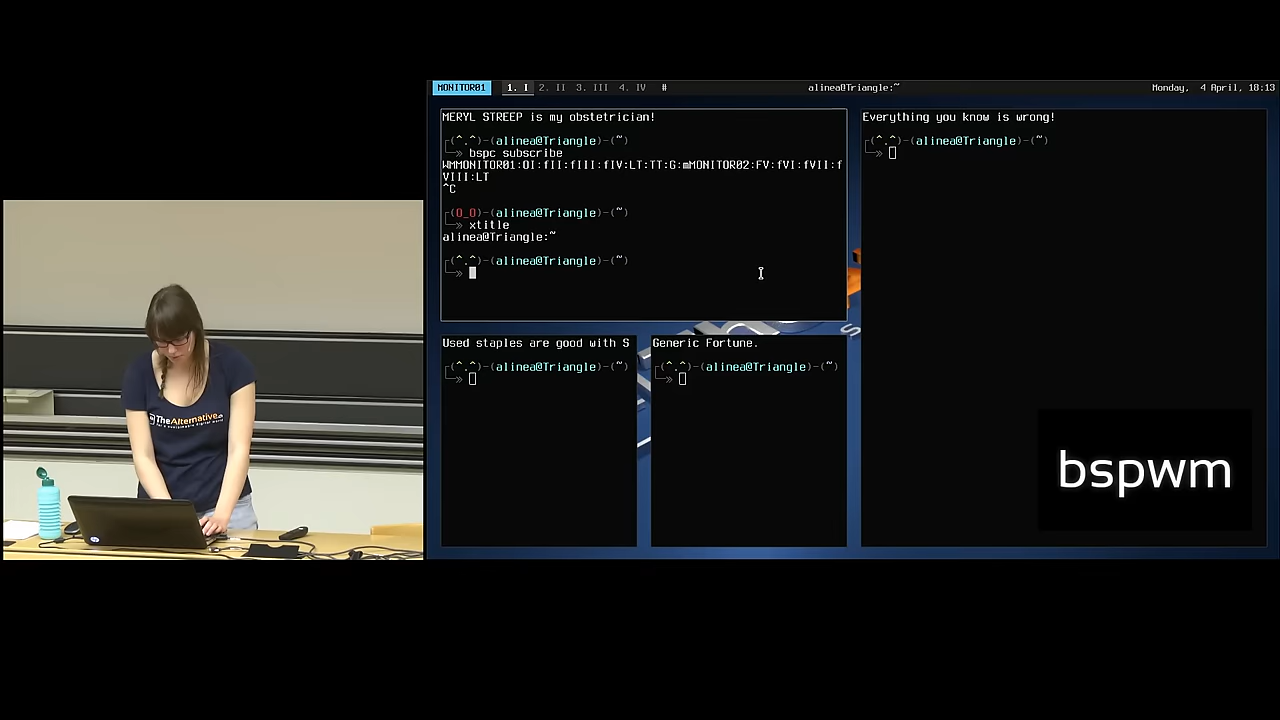 MONITOR01 1. I 2. II 3. III 4. IV # alinea@Triangle:~ Monday, 4 April, 18:13
MERYL STREEP is my obstetrician!
┌(^.^)-(alinea@Triangle)-(~)
└─» bspc subscribe
WMMONITOR01:OI:fII:fIII:fIV:LT:TT:G:mMONITOR02:FV:fVI:fVII:f
VIII:LT
^C
┌(O_O)-(alinea@Triangle)-(~)
└─» xtitle
alinea@Triangle:~
┌(^.^)-(alinea@Triangle)-(~)
└─»
Everything you know is wrong!
┌(^.^)-(alinea@Triangle)-(~)
└─»
Used staples are good with S
┌(^.^)-(alinea@Triangle)-(~)
└─»
Generic Fortune.
┌(^.^)-(alinea@Triangle)-(~)
└─»
bspwm
TheAlternative